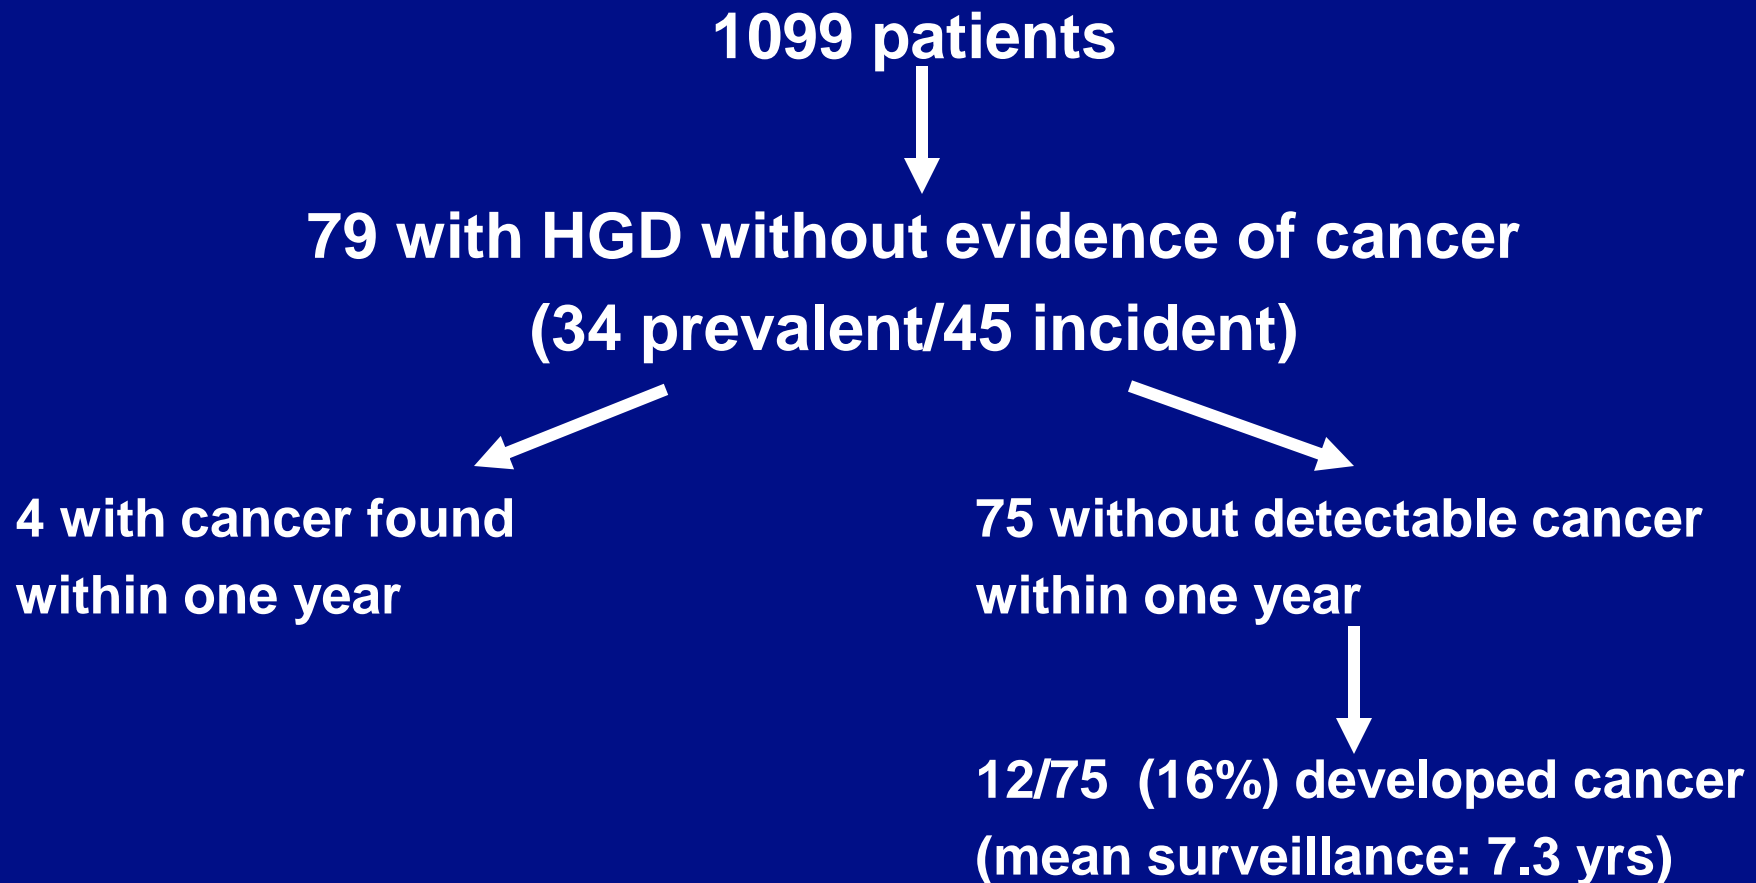 1099 patients
79 with HGD without evidence of cancer
(34 prevalent/45 incident)
4 with cancer found
within one year
75 without detectable cancer
within one year
12/75 (16%) developed cancer
(mean surveillance: 7.3 yrs)